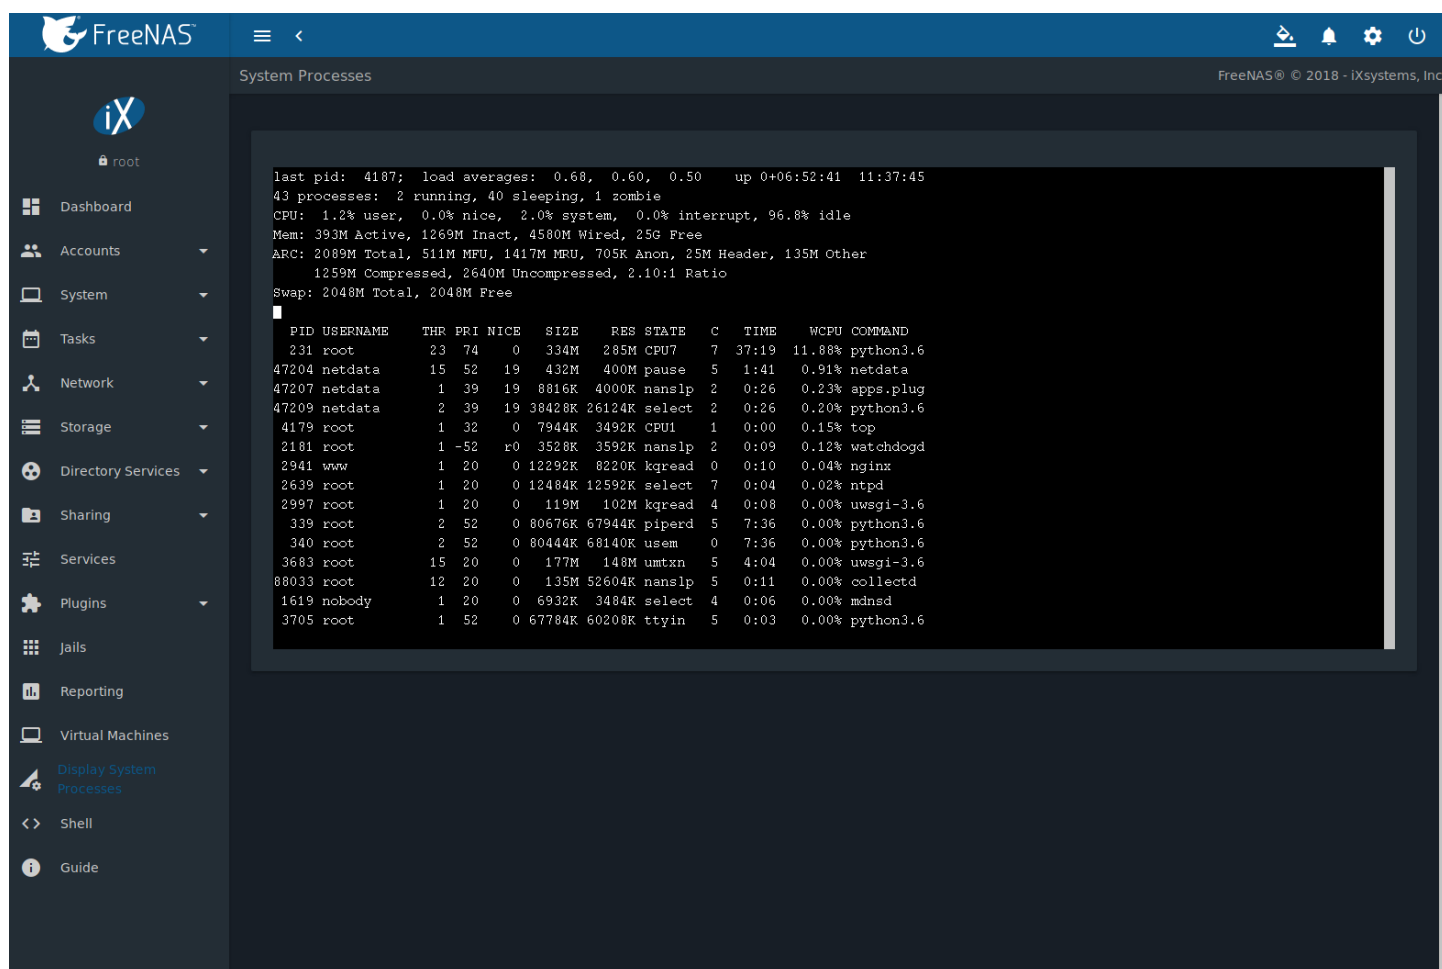 FreeNAS™
System Processes
FreeNAS® © 2018 - iXsystems, Inc
iX
root
Dashboard
Accounts
System
Tasks
Network
Storage
Directory Services
Sharing
Services
Plugins
Jails
Reporting
Virtual Machines
Display System
Processes
Shell
Guide
last pid:  4187;  load averages:  0.68,  0.60,  0.50    up 0+06:52:41  11:37:45
43 processes:  2 running, 40 sleeping, 1 zombie
CPU:  1.2% user,  0.0% nice,  2.0% system,  0.0% interrupt, 96.8% idle
Mem: 393M Active, 1269M Inact, 4580M Wired, 25G Free
ARC: 2089M Total, 511M MFU, 1417M MRU, 705K Anon, 25M Header, 135M Other
     1259M Compressed, 2640M Uncompressed, 2.10:1 Ratio
Swap: 2048M Total, 2048M Free
  PID USERNAME    THR PRI NICE   SIZE    RES STATE   C   TIME    WCPU COMMAND
  231 root         23  74    0   334M   285M CPU7    7  37:19  11.88% python3.6
47204 netdata      15  52   19   432M   400M pause   5   1:41   0.91% netdata
47207 netdata       1  39   19  8816K  4000K nanslp  2   0:26   0.23% apps.plug
47209 netdata       2  39   19 38428K 26124K select  2   0:26   0.20% python3.6
 4179 root          1  32    0  7944K  3492K CPU1    1   0:00   0.15% top
 2181 root          1 -52   r0  3528K  3592K nanslp  2   0:09   0.12% watchdogd
 2941 www           1  20    0 12292K  8220K kqread  0   0:10   0.04% nginx
 2639 root          1  20    0 12484K 12592K select  7   0:04   0.02% ntpd
 2997 root          1  20    0   119M   102M kqread  4   0:08   0.00% uwsgi-3.6
  339 root          2  52    0 80676K 67944K piperd  5   7:36   0.00% python3.6
  340 root          2  52    0 80444K 68140K usem    0   7:36   0.00% python3.6
 3683 root         15  20    0   177M   148M umtxn   5   4:04   0.00% uwsgi-3.6
88033 root         12  20    0   135M 52604K nanslp  5   0:11   0.00% collectd
 1619 nobody        1  20    0  6932K  3484K select  4   0:06   0.00% mdnsd
 3705 root          1  52    0 67784K 60208K ttyin   5   0:03   0.00% python3.6